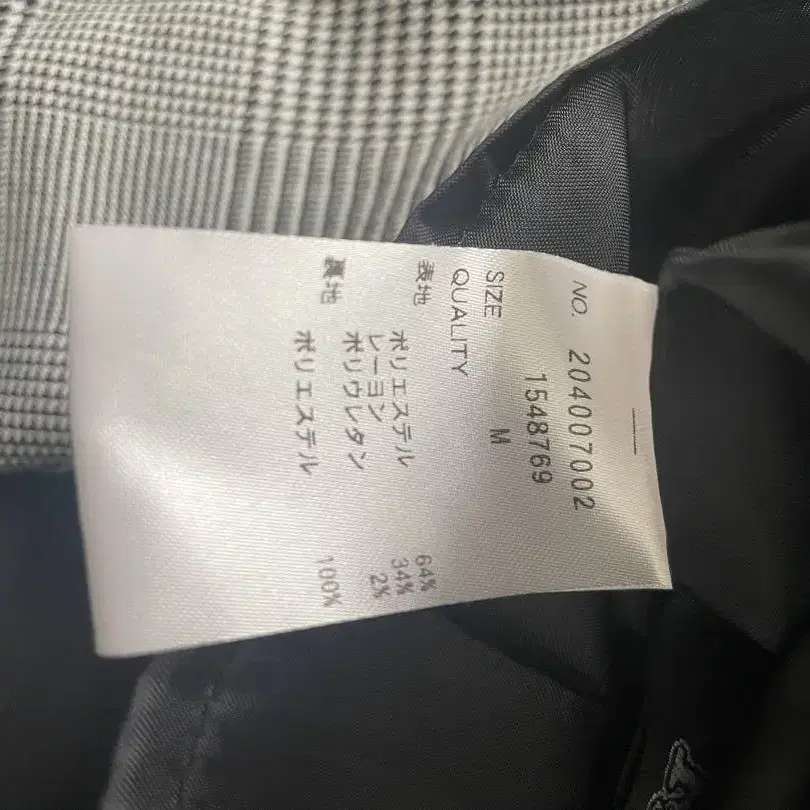 NO. 204007002
1548769
SIZE M
QUALITY
表地 ポリエステル 64%
レーヨン 34%
ポリウレタン 2%
裏地 ポリエステル 100%